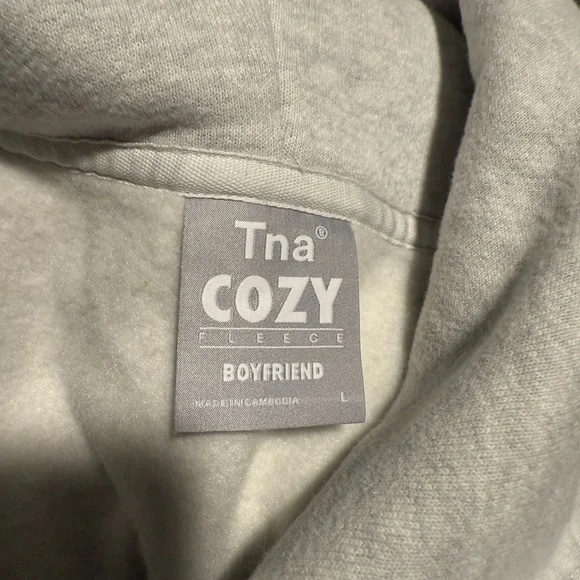 Tna®
COZY
FLEECE
BOYFRIEND
MADE IN CAMBODIA L